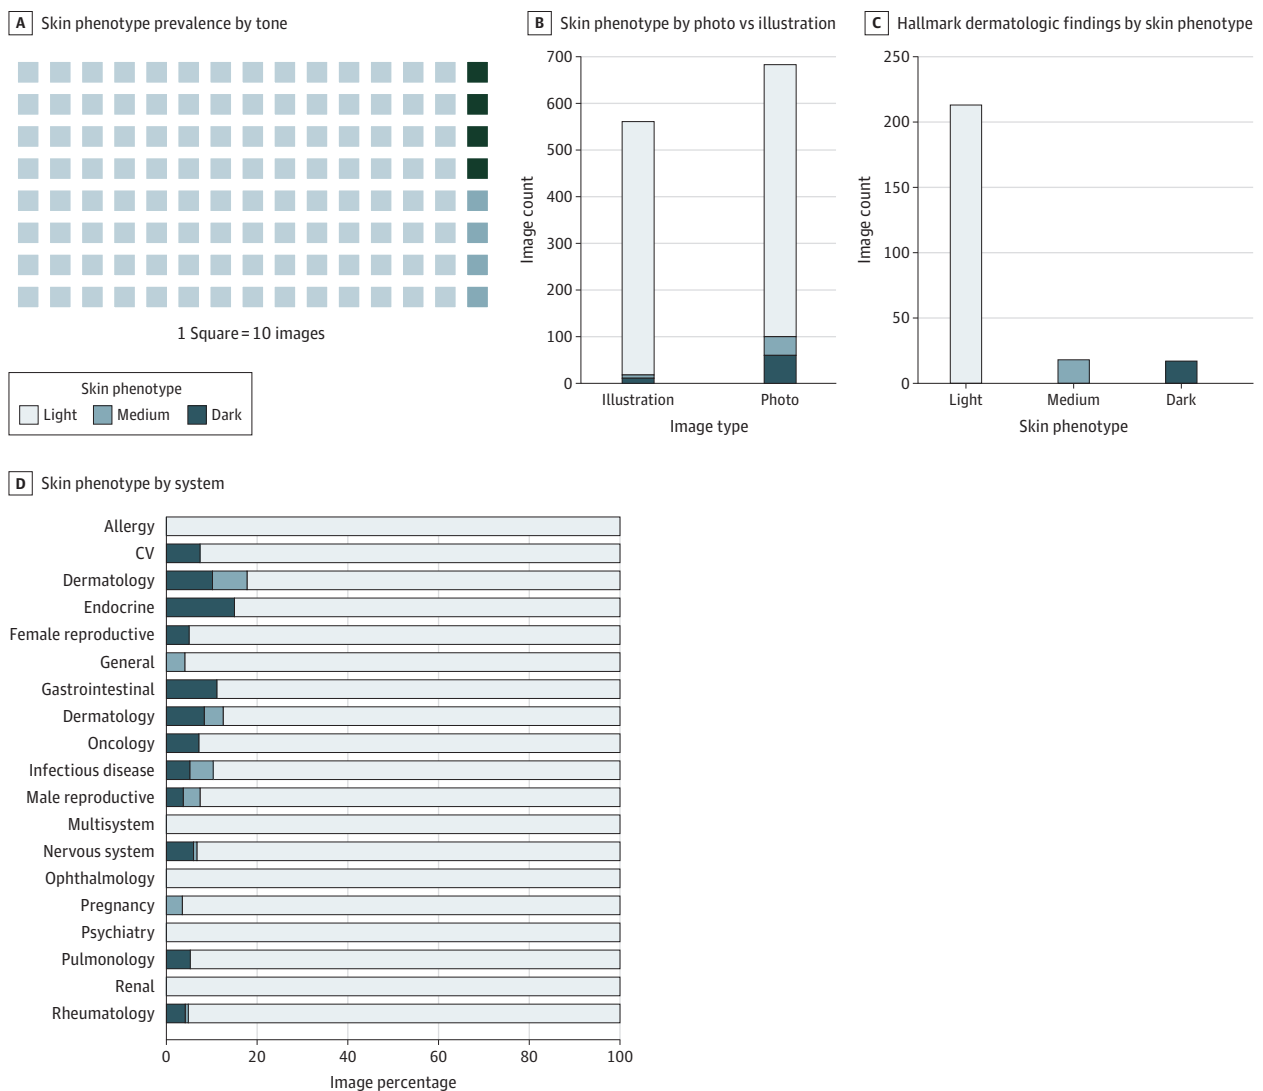 A Skin phenotype prevalence by tone
1 Square = 10 images
Skin phenotype
Light Medium Dark
B Skin phenotype by photo vs illustration
Image count
700
600
500
400
300
200
100
0
Illustration Photo
Image type
C Hallmark dermatologic findings by skin phenotype
Image count
250
200
150
100
50
0
Light Medium Dark
Skin phenotype
D Skin phenotype by system
Allergy
CV
Dermatology
Endocrine
Female reproductive
General
Gastrointestinal
Dermatology
Oncology
Infectious disease
Male reproductive
Multisystem
Nervous system
Ophthalmology
Pregnancy
Psychiatry
Pulmonology
Renal
Rheumatology
0 20 40 60 80 100
Image percentage